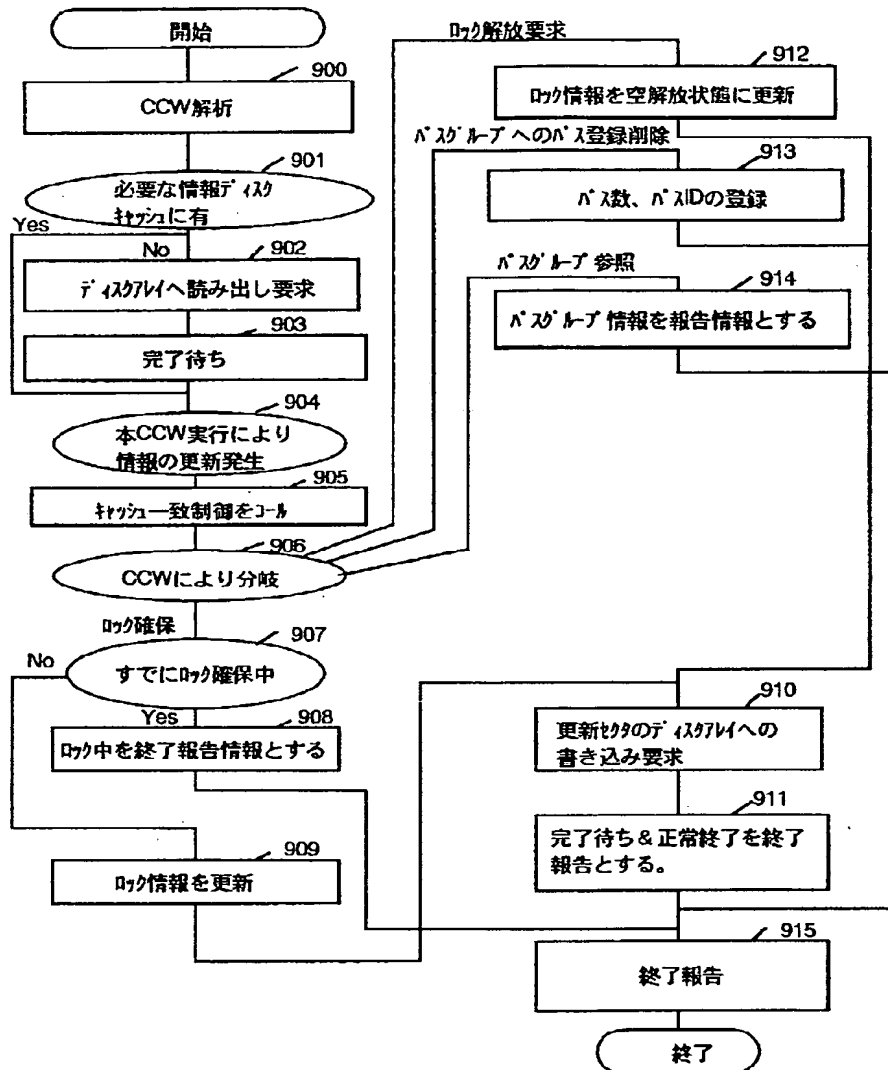 開始
900
CCW解析
901
必要な情報ディスク
キャッシュに有
Yes
No
902
ディスクアレイへ読み出し要求
903
完了待ち
904
本CCW実行により
情報の更新発生
905
キャッシュ一致制御をコール
906
CCWにより分岐
ロック確保
907
No
すでにロック確保中
Yes
908
ロック中を終了報告情報とする
909
ロック情報を更新
ロック解放要求
912
ロック情報を空解放状態に更新
パスグループへのパス登録削除
913
パス数、パスIDの登録
パスグループ参照
914
パスグループ情報を報告情報とする
910
更新セクタのディスクアレイへの
書き込み要求
911
完了待ち&正常終了を終了
報告とする。
915
終了報告
終了